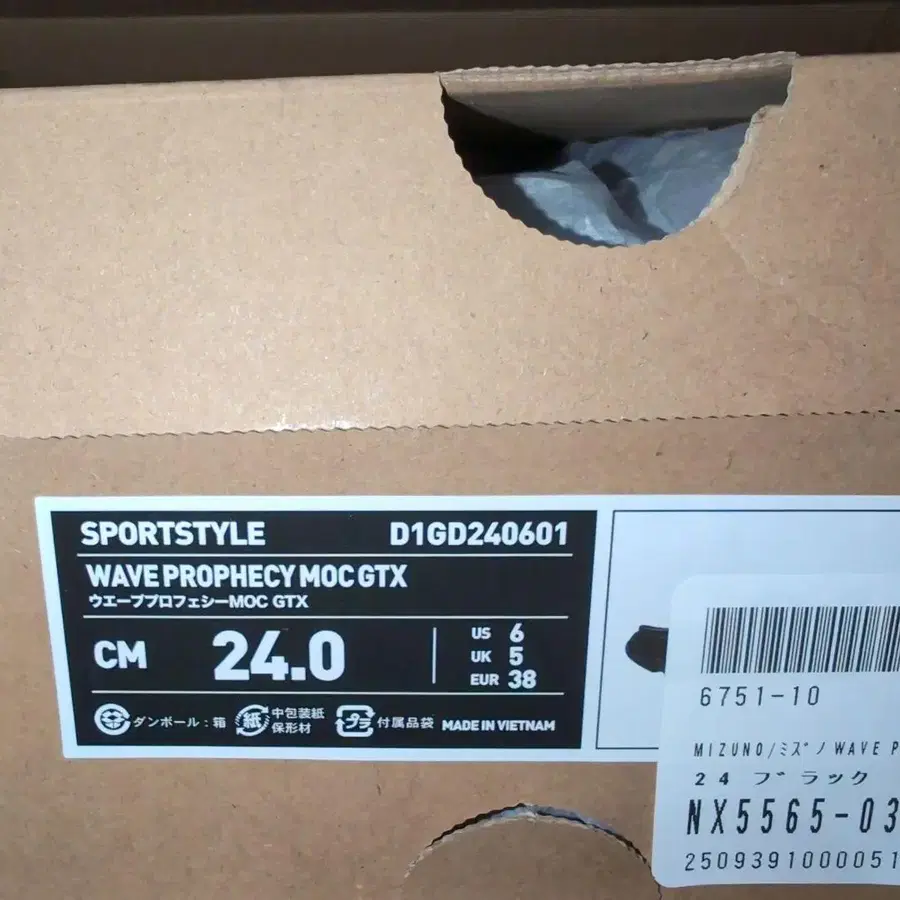 SPORTSTYLE D1GD240601
WAVE PROPHECY MOC GTX
ウエーブプロフェシーMOC GTX
CM 24.0
US 6
UK 5
EUR 38
ダンボール：箱 紙 中包装紙 保形材 プラ 付属品袋 MADE IN VIETNAM
6751-10
MIZUNO/ミズノ WAVE P
24 ブラック
NX5565-03
2509391000051